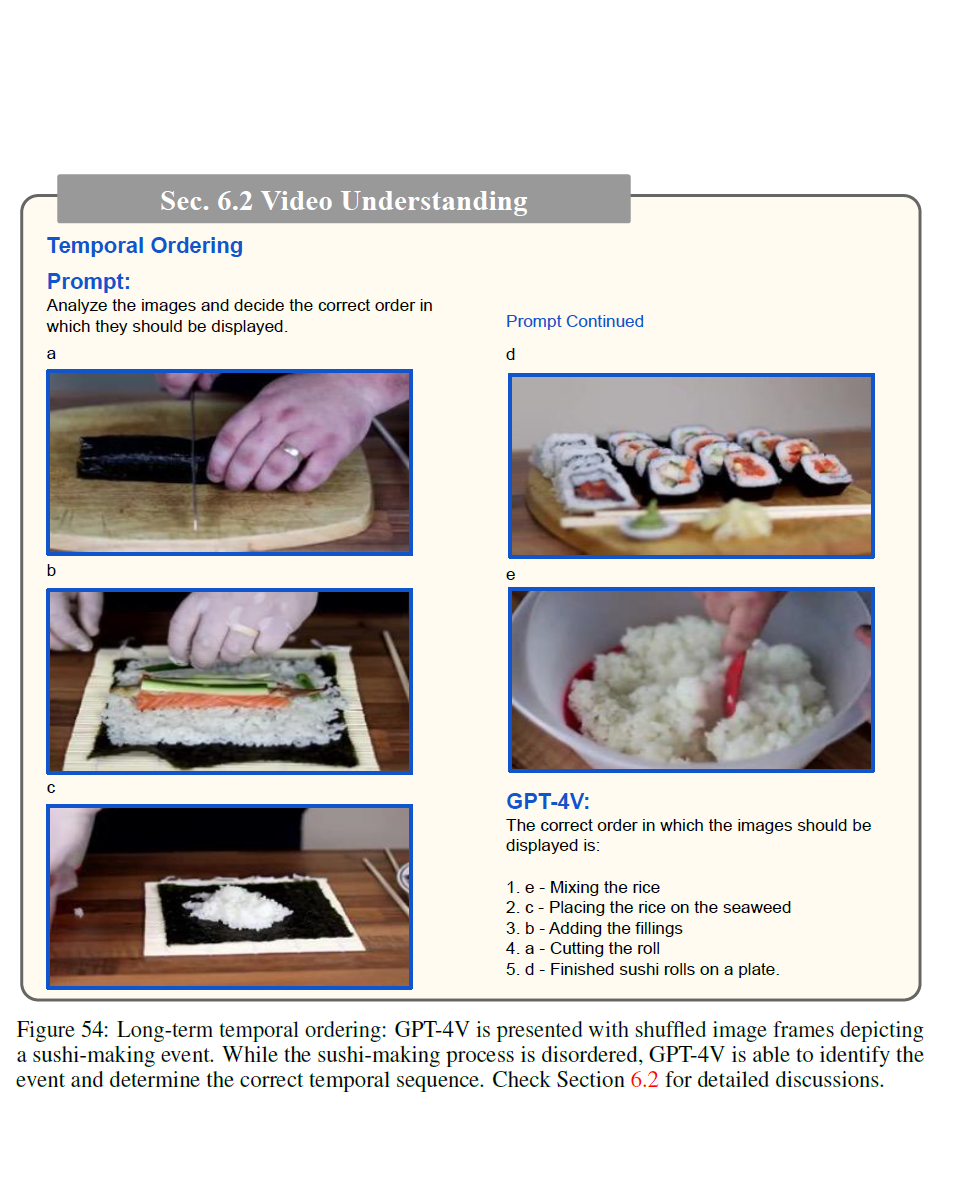 Sec. 6.2 Video Understanding
Temporal Ordering
Prompt:
Analyze the images and decide the correct order in
which they should be displayed.
a
b
c
Prompt Continued
d
e
GPT-4V:
The correct order in which the images should be
displayed is:
1. e - Mixing the rice
2. c - Placing the rice on the seaweed
3. b - Adding the fillings
4. a - Cutting the roll
5. d - Finished sushi rolls on a plate.
Figure 54: Long-term temporal ordering: GPT-4V is presented with shuffled image frames depicting
a sushi-making event. While the sushi-making process is disordered, GPT-4V is able to identify the
event and determine the correct temporal sequence. Check Section 6.2 for detailed discussions.